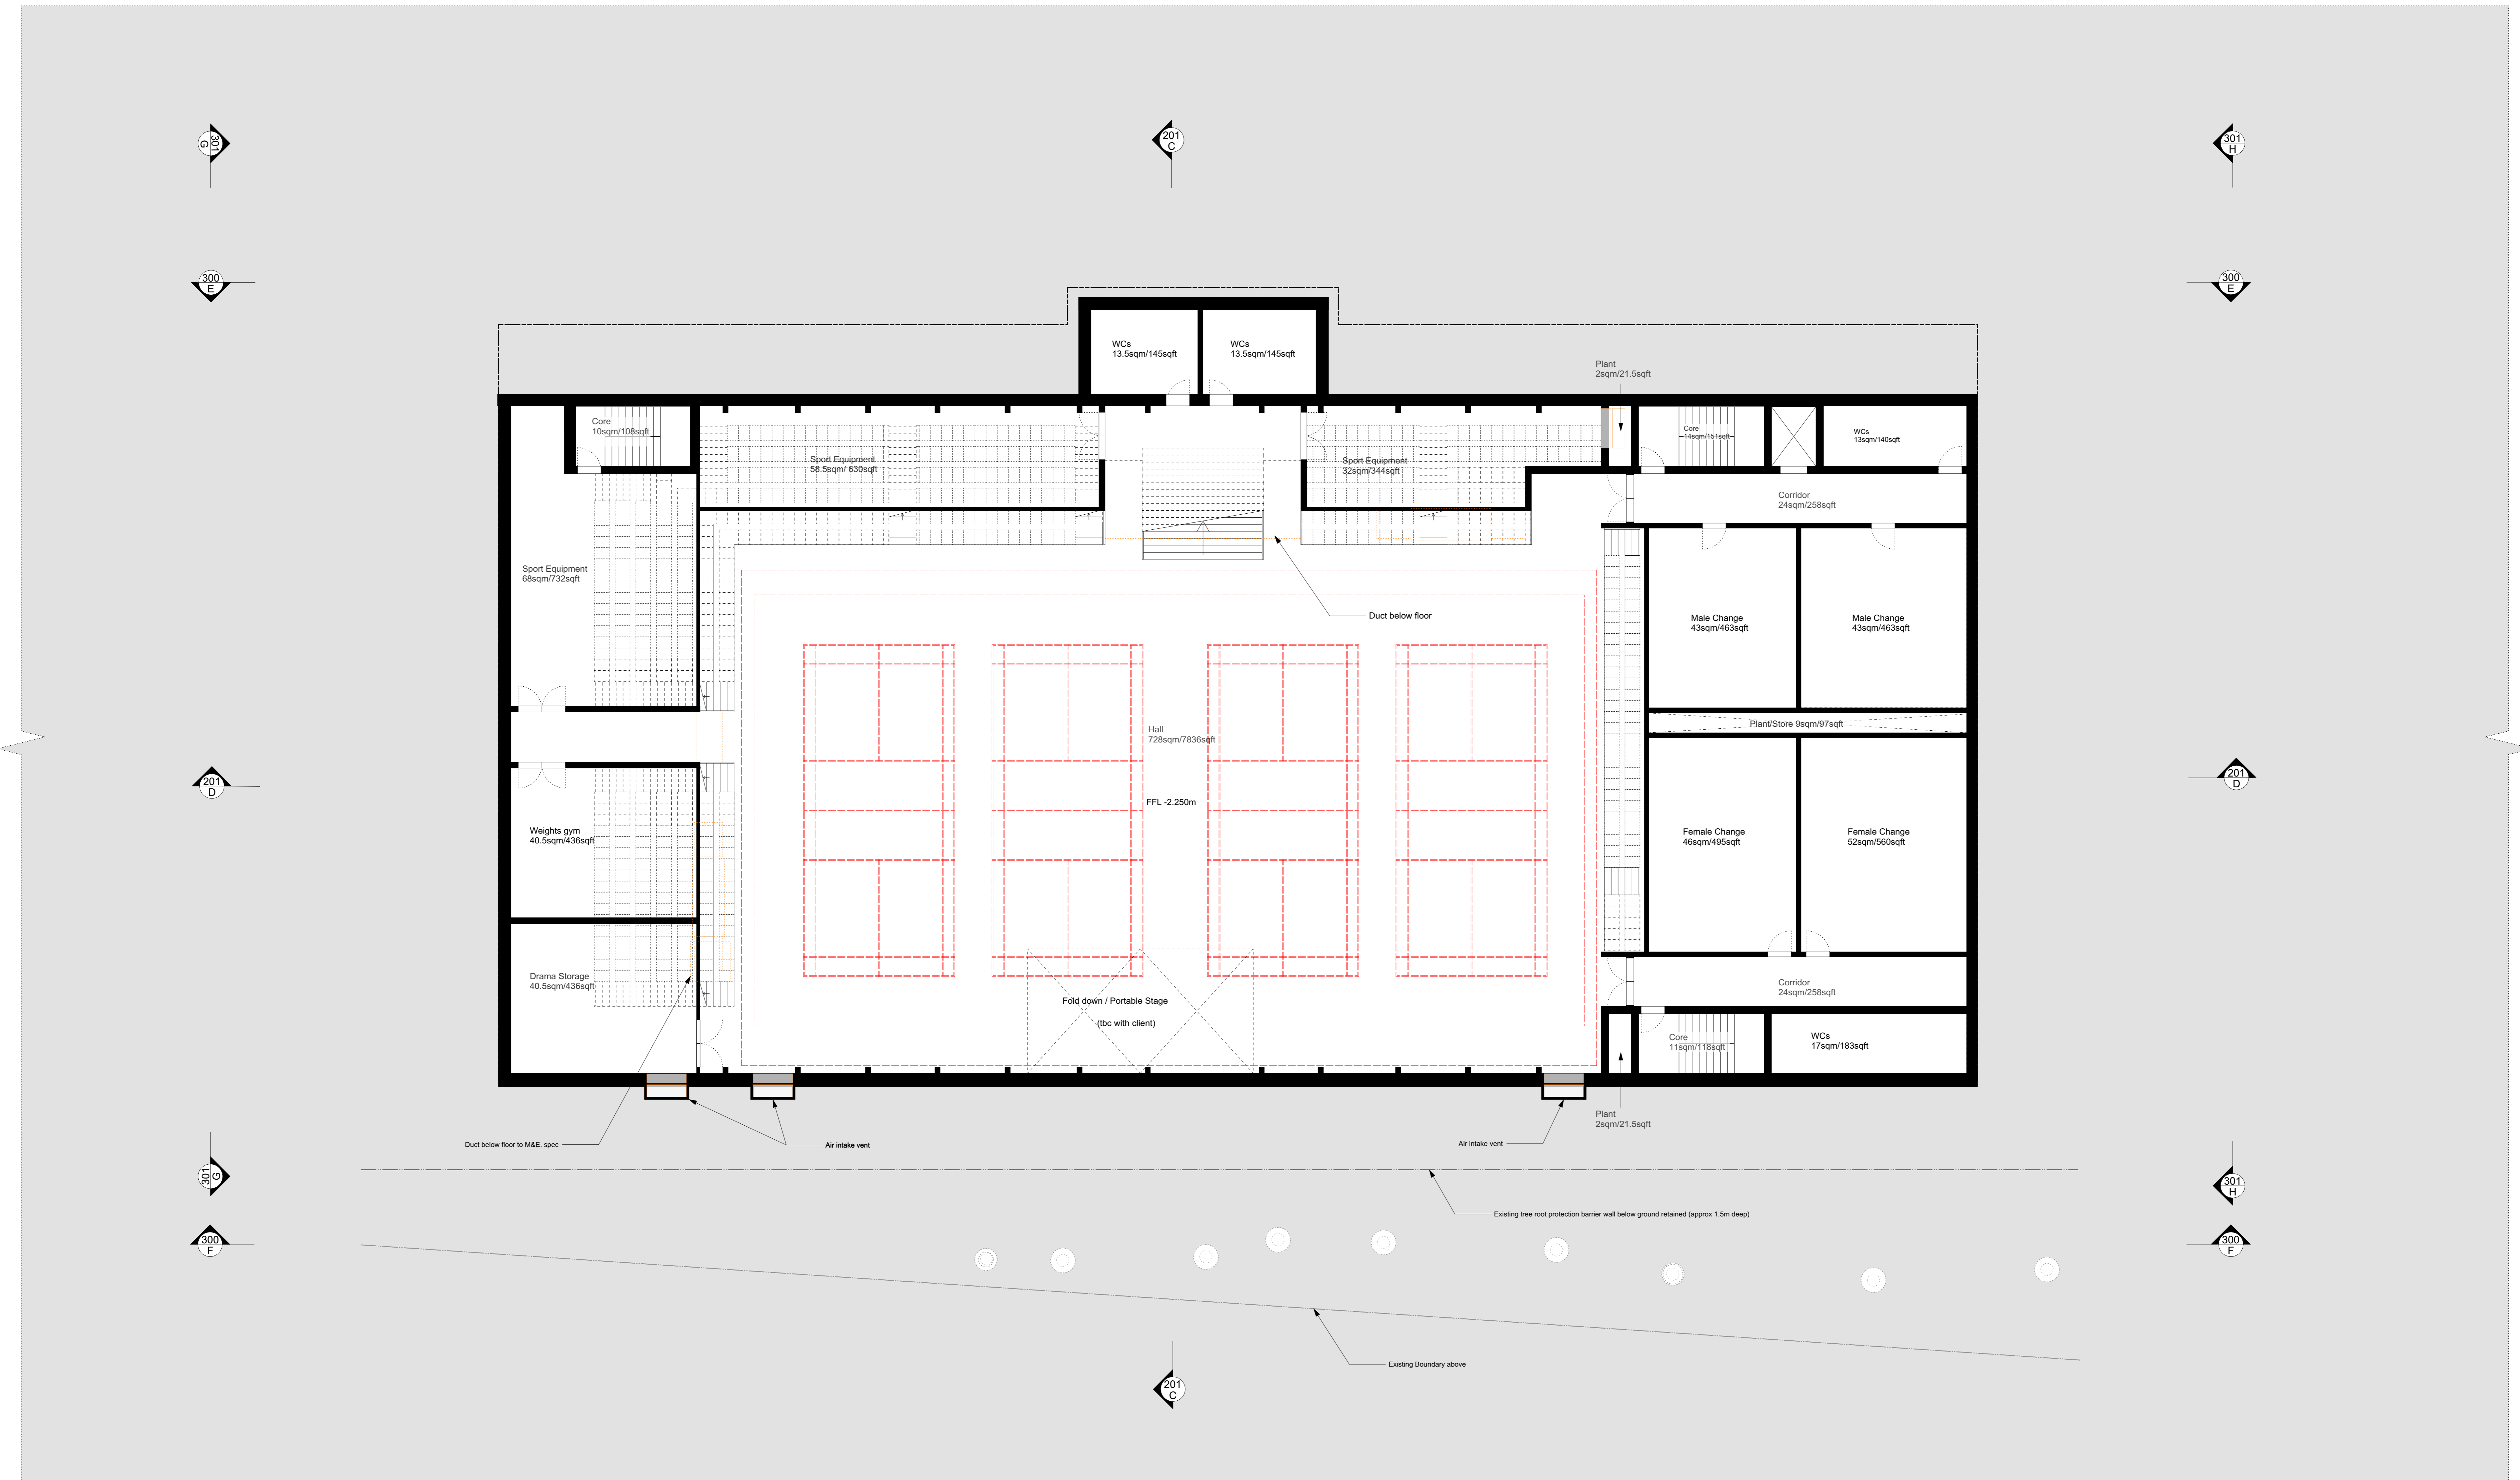 301
G
201
C
301
H
300
E
300
E
WCs
13.5sqm/145sqft
WCs
13.5sqm/145sqft
Plant
2sqm/21.5sqft
Core
10sqm/108sqft
Sport Equipment
58.5sqm/ 630sqft
Sport Equipment
32sqm/344sqft
Core
14sqm/151sqft
WCs
13sqm/140sqft
Corridor
24sqm/258sqft
Sport Equipment
68sqm/732sqft
Duct below floor
Male Change
43sqm/463sqft
Male Change
43sqm/463sqft
Hall
728sqm/7836sqft
Plant/Store 9sqm/97sqft
201
D
201
D
FFL -2.250m
Weights gym
40.5sqm/436sqft
Female Change
46sqm/495sqft
Female Change
52sqm/560sqft
Drama Storage
40.5sqm/436sqft
Fold down / Portable Stage
(tbc with client)
Corridor
24sqm/258sqft
Core
11sqm/118sqft
WCs
17sqm/183sqft
Plant
2sqm/21.5sqft
Duct below floor to M&E. spec
Air intake vent
Air intake vent
301
G
301
H
Existing tree root protection barrier wall below ground retained (approx 1.5m deep)
300
F
300
F
Existing Boundary above
201
C